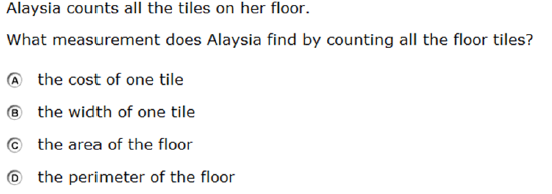 Alaysia counts all the tiles on her floor.
What measurement does Alaysia find by counting all the floor tiles?
A the cost of one tile
B the width of one tile
C the area of the floor
D the perimeter of the floor